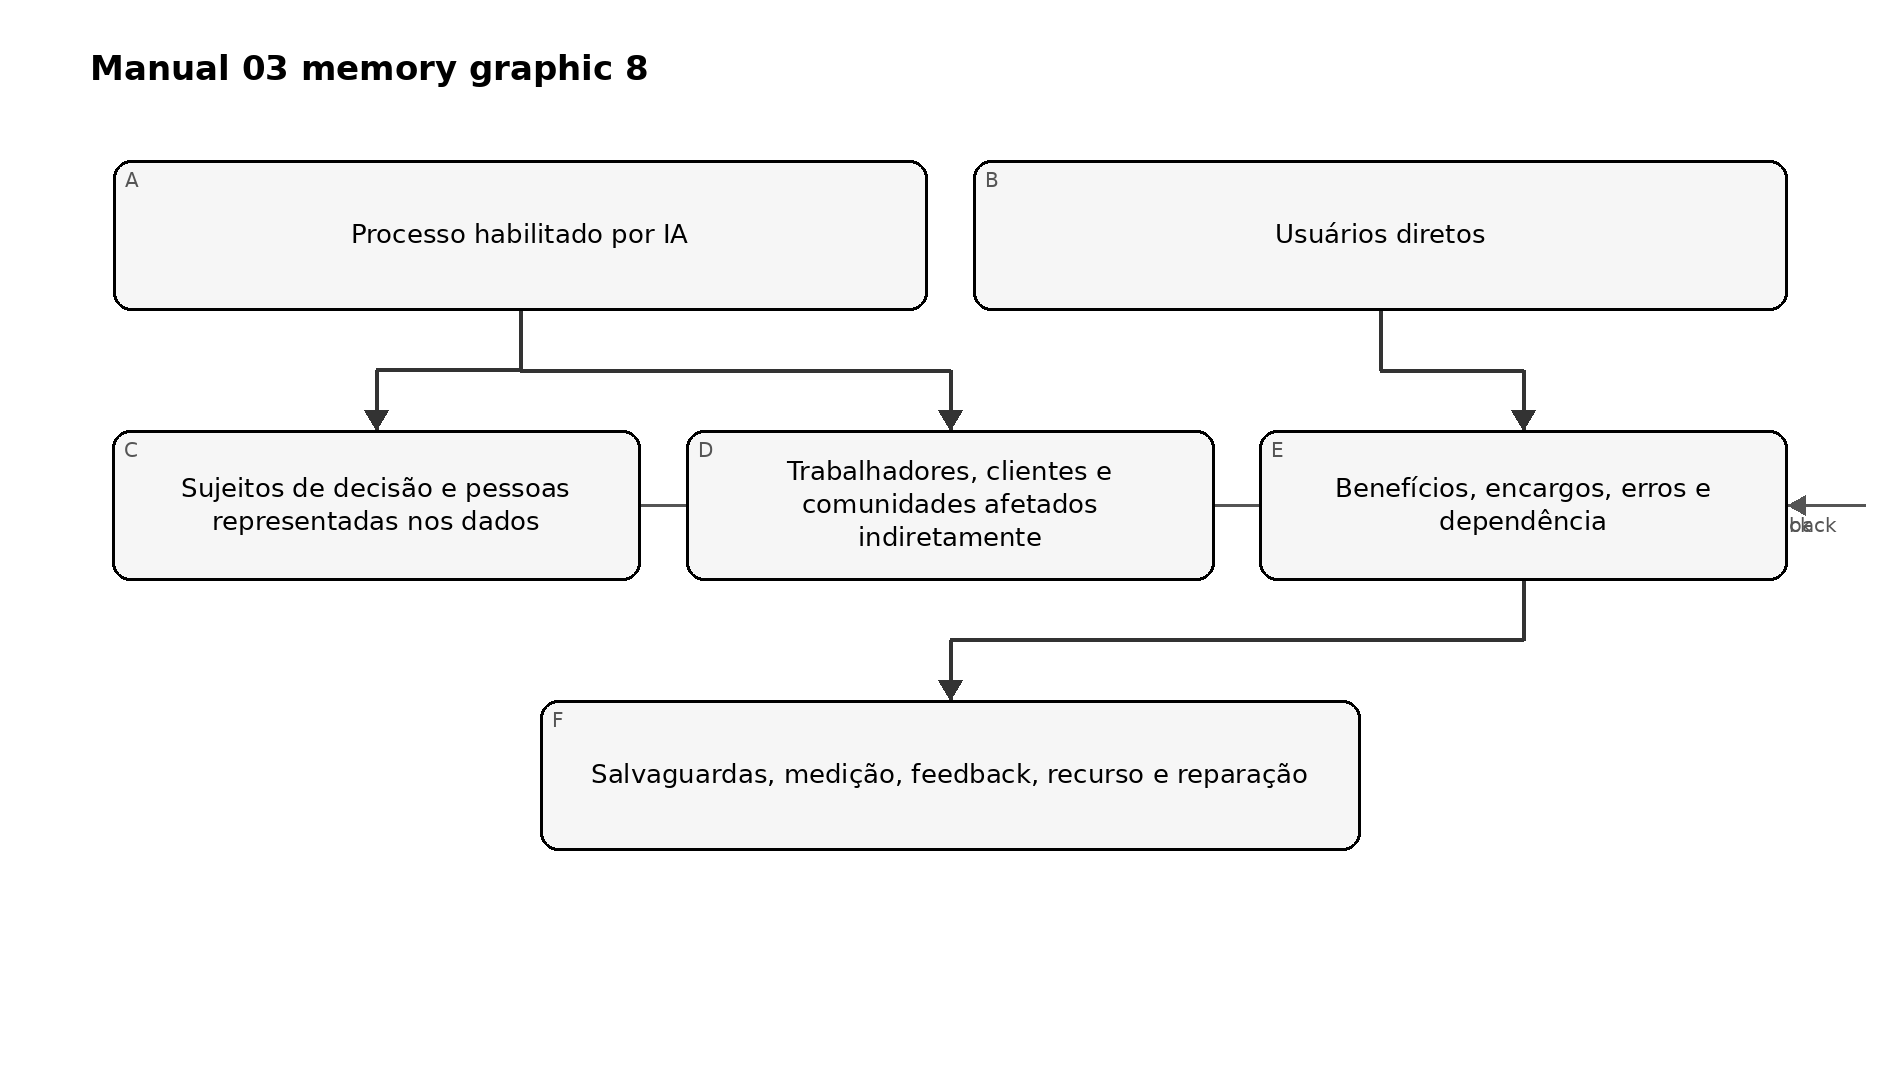 Manual 03 memory graphic 8
A
Processo habilitado por IA
B
Usuários diretos
C
Sujeitos de decisão e pessoas
representadas nos dados
D
Trabalhadores, clientes e
comunidades afetados
indiretamente
E
Benefícios, encargos, erros e
dependência
F
Salvaguardas, medição, feedback, recurso e reparação